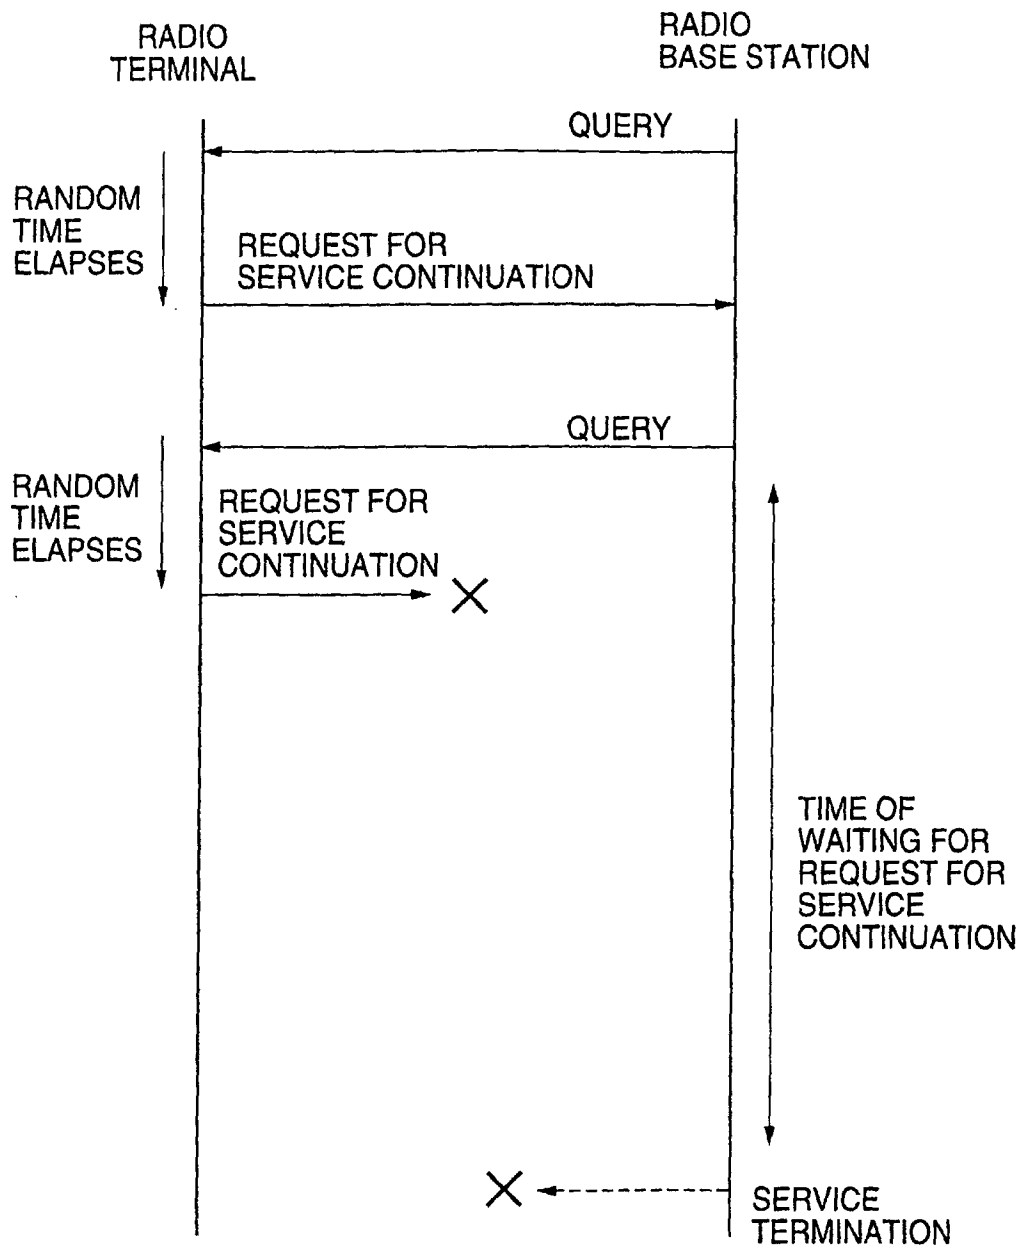 RADIO
TERMINAL
RADIO
BASE STATION
QUERY
RANDOM
TIME
ELAPSES
REQUEST FOR
SERVICE CONTINUATION
QUERY
RANDOM
TIME
ELAPSES
REQUEST FOR
SERVICE
CONTINUATION
TIME OF
WAITING FOR
REQUEST FOR
SERVICE
CONTINUATION
SERVICE
TERMINATION